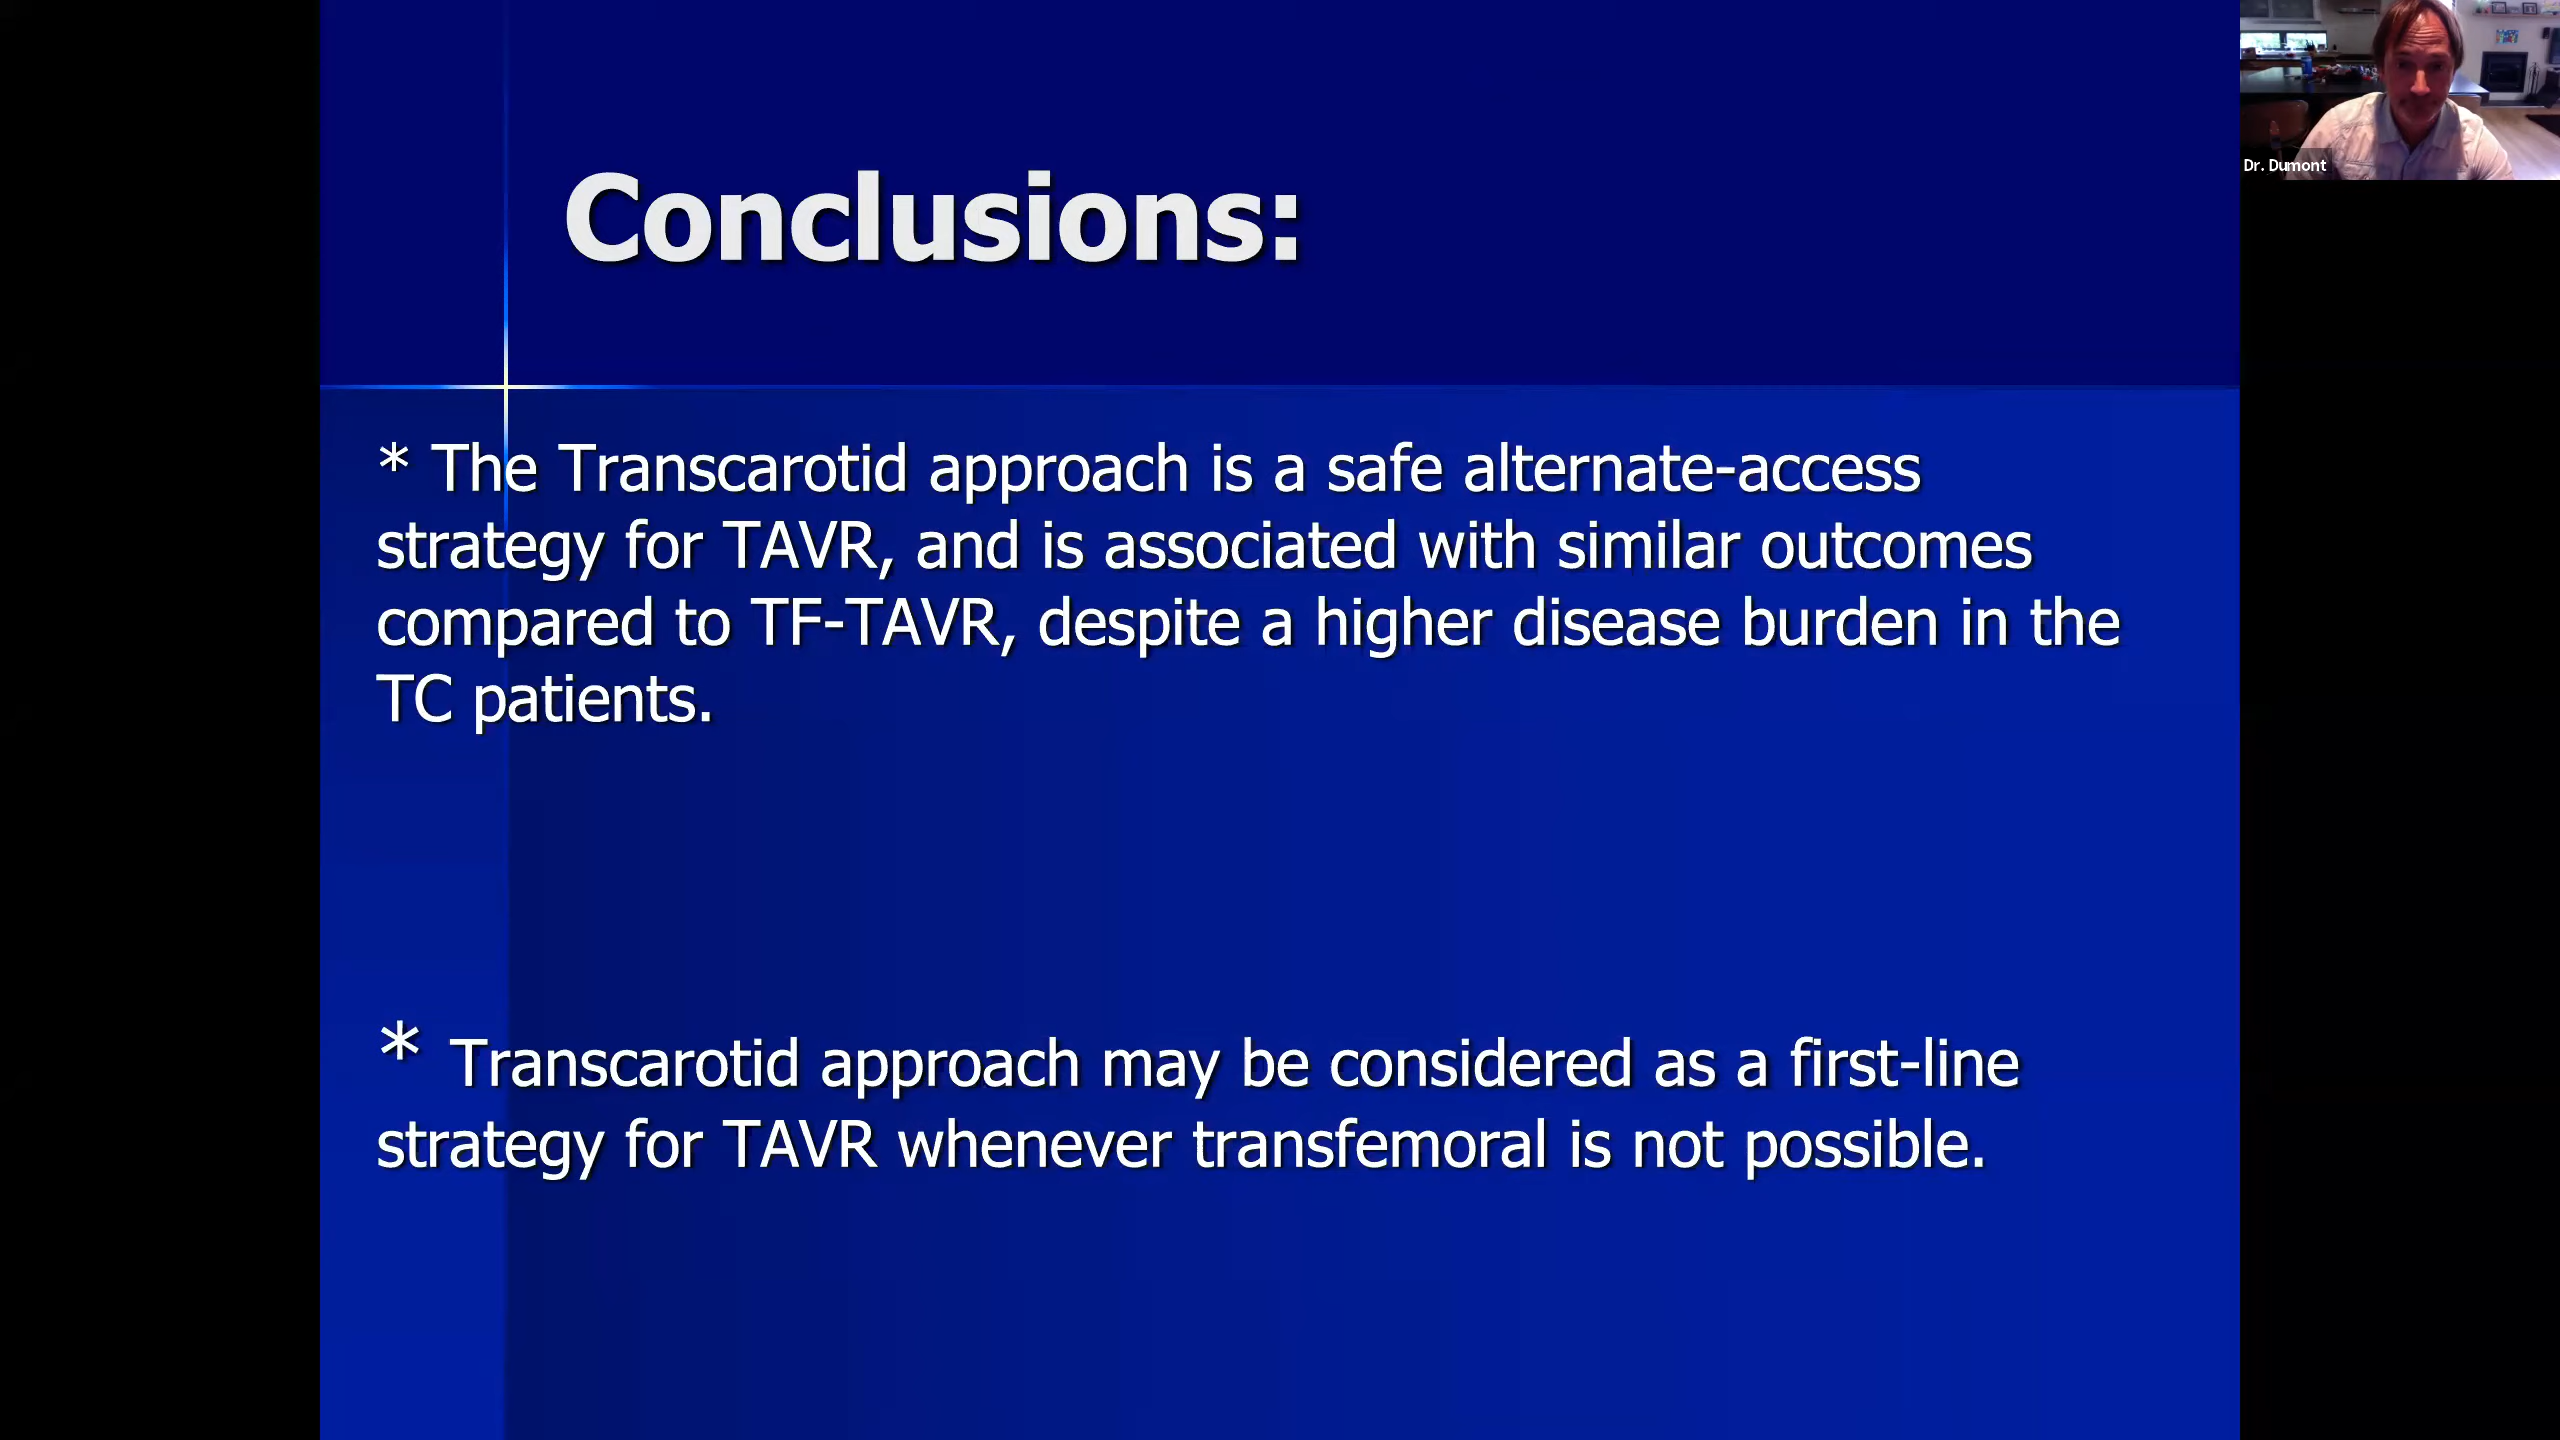 Conclusions:
* The Transcarotid approach is a safe alternate-access
strategy for TAVR, and is associated with similar outcomes
compared to TF-TAVR, despite a higher disease burden in the
TC patients.
* Transcarotid approach may be considered as a first-line
strategy for TAVR whenever transfemoral is not possible.
Dr. Dumont